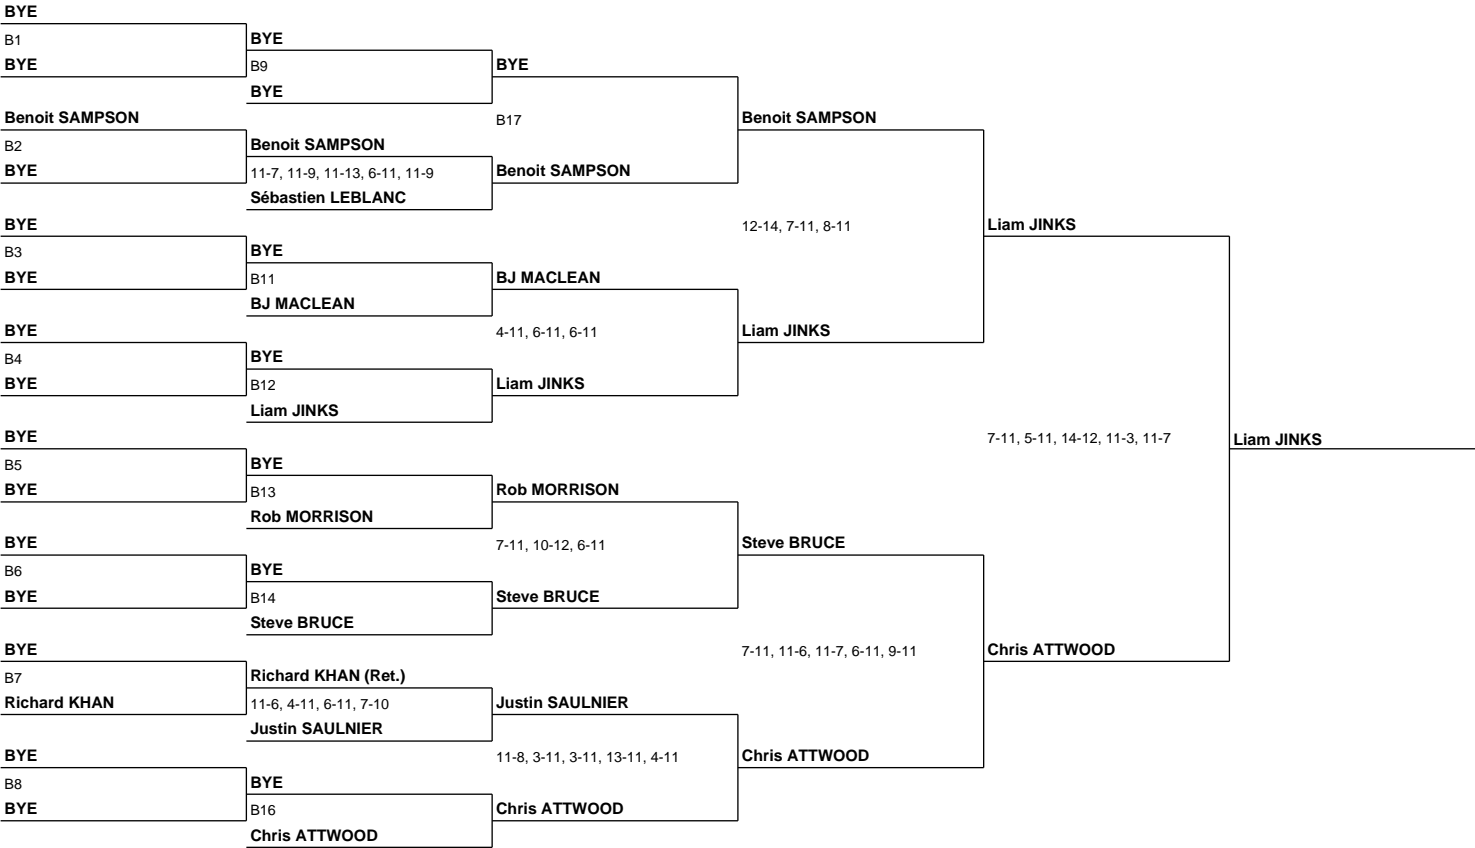 BYE
B1
BYE
Benoit SAMPSON
B2
BYE
BYE
B3
BYE
BYE
B4
BYE
BYE
B5
BYE
BYE
B6
BYE
BYE
B7
Richard KHAN
BYE
B8
BYE
BYE
B9
BYE
Benoit SAMPSON
11-7, 11-9, 11-13, 6-11, 11-9
Sébastien LEBLANC
BYE
B11
BJ MACLEAN
BYE
B12
Liam JINKS
BYE
B13
Rob MORRISON
BYE
B14
Steve BRUCE
Richard KHAN (Ret.)
11-6, 4-11, 6-11, 7-10
Justin SAULNIER
BYE
B16
Chris ATTWOOD
BYE
B17
Benoit SAMPSON
BJ MACLEAN
4-11, 6-11, 6-11
Liam JINKS
Rob MORRISON
7-11, 10-12, 6-11
Steve BRUCE
Justin SAULNIER
11-8, 3-11, 3-11, 13-11, 4-11
Chris ATTWOOD
Benoit SAMPSON
12-14, 7-11, 8-11
Liam JINKS
Steve BRUCE
7-11, 11-6, 11-7, 6-11, 9-11
Chris ATTWOOD
Liam JINKS
7-11, 5-11, 14-12, 11-3, 11-7
Chris ATTWOOD
Liam JINKS